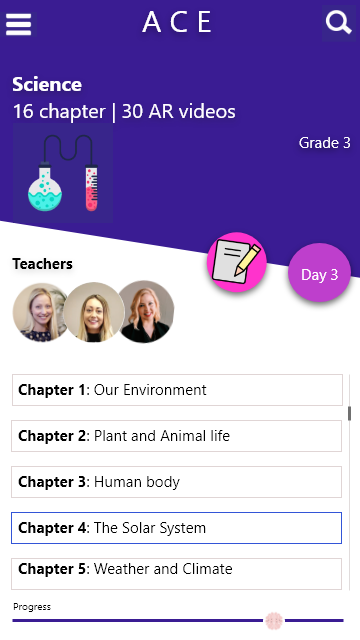 A C E
Science
16 chapter | 30 AR videos
Grade 3
Teachers
Day 3
Chapter 1: Our Environment
Chapter 2: Plant and Animal life
Chapter 3: Human body
Chapter 4: The Solar System
Chapter 5: Weather and Climate
Progress